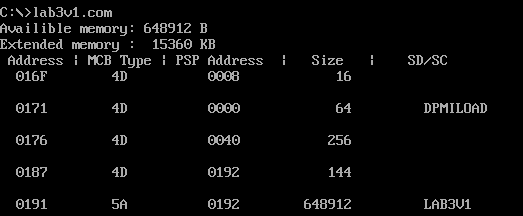 C:\>lab3v1.com
Availible memory: 648912 B
Extended memory :  15360 KB
Address | MCB Type | PSP Address  |   Size   |    SD/SC
016F      4D        0008        16
0171      4D        0000        64        DPMILOAD
0176      4D        0040        256
0187      4D        0192        144
0191      5A        0192        648912        LAB3V1